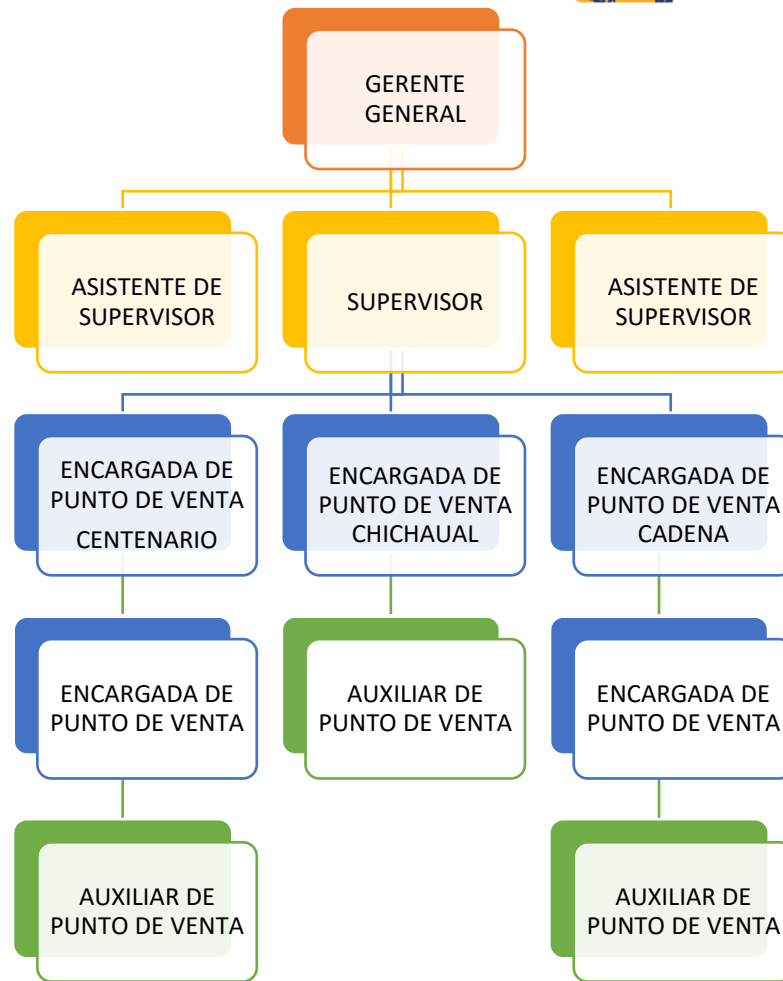 GERENTE
GENERAL
ASISTENTE DE
SUPERVISOR
SUPERVISOR
ASISTENTE DE
SUPERVISOR
ENCARGADA DE
PUNTO DE VENTA
CENTENARIO
ENCARGADA DE
PUNTO DE VENTA
CHICHAUAL
ENCARGADA DE
PUNTO DE VENTA
CADENA
ENCARGADA DE
PUNTO DE VENTA
AUXILIAR DE
PUNTO DE VENTA
ENCARGADA DE
PUNTO DE VENTA
AUXILIAR DE
PUNTO DE VENTA
AUXILIAR DE
PUNTO DE VENTA